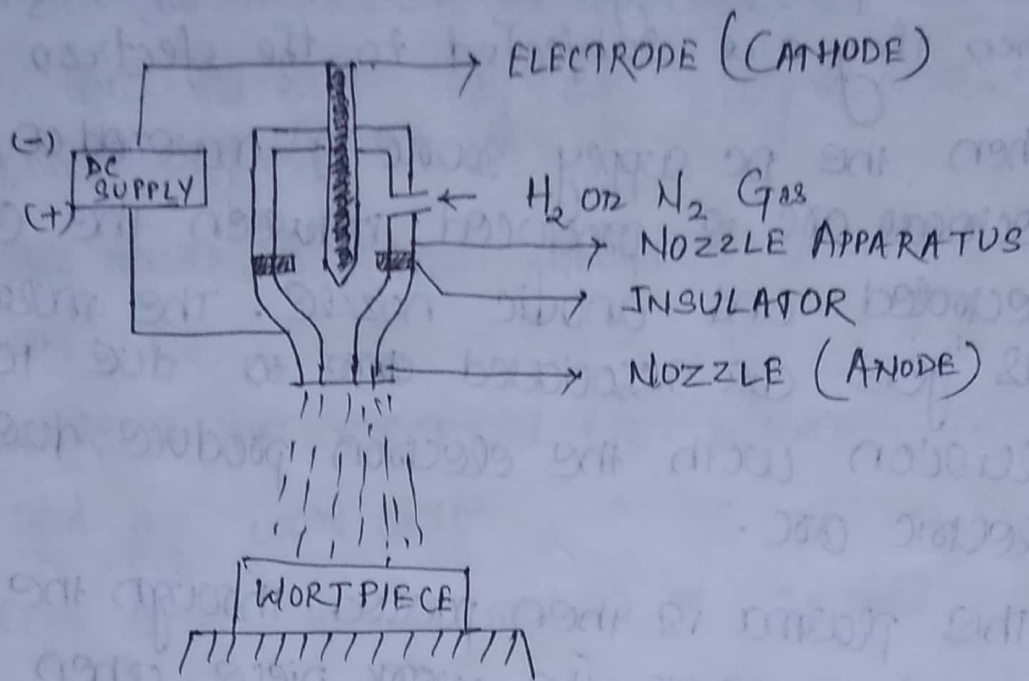 ELECTRODE (CATHODE)
(-)
DC
SUPPLY
(+)
H2 or N2 Gas
NOZZLE APPARATUS
INSULATOR
NOZZLE (ANODE)
WORTPIECE